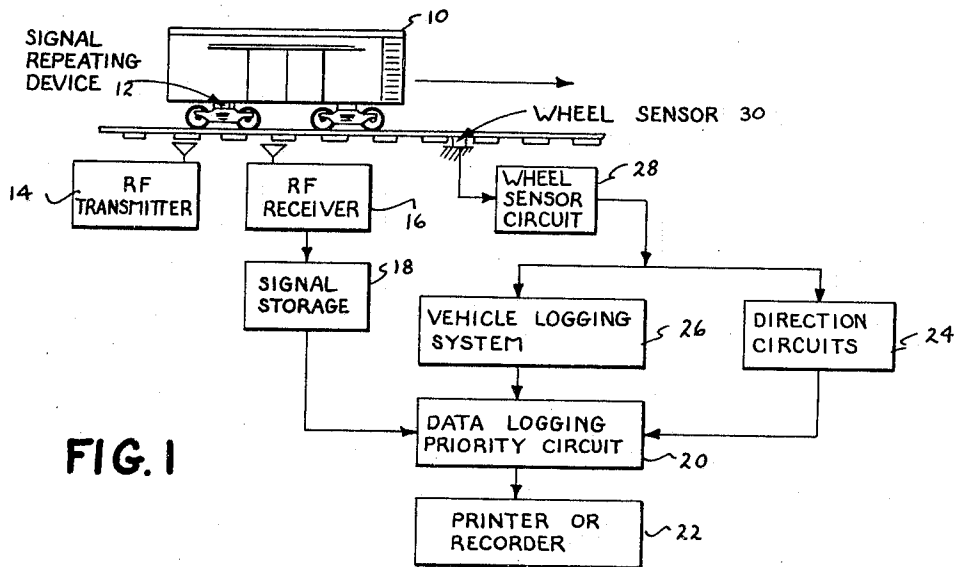 10
SIGNAL
REPEATING
DEVICE 12
WHEEL SENSOR 30
14
RF
TRANSMITTER
RF
RECEIVER
16
WHEEL
SENSOR
CIRCUIT
28
SIGNAL
STORAGE
18
VEHICLE LOGGING
SYSTEM
26
DIRECTION
CIRCUITS
24
DATA LOGGING
PRIORITY CIRCUIT
20
FIG. 1
PRINTER OR
RECORDER
22